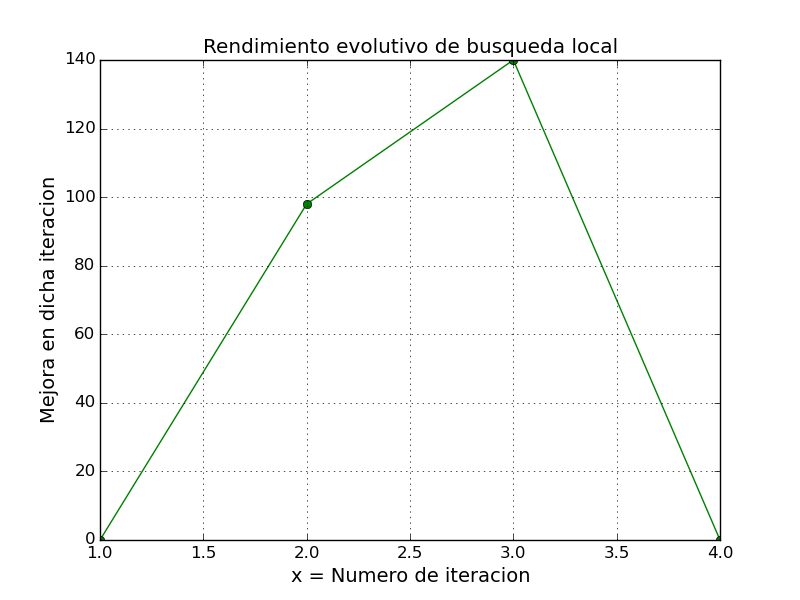 Rendimiento evolutivo de busqueda local
140
120
100
80
60
40
20
0
1.0 1.5 2.0 2.5 3.0 3.5 4.0
x = Numero de iteracion
Mejora en dicha iteracion